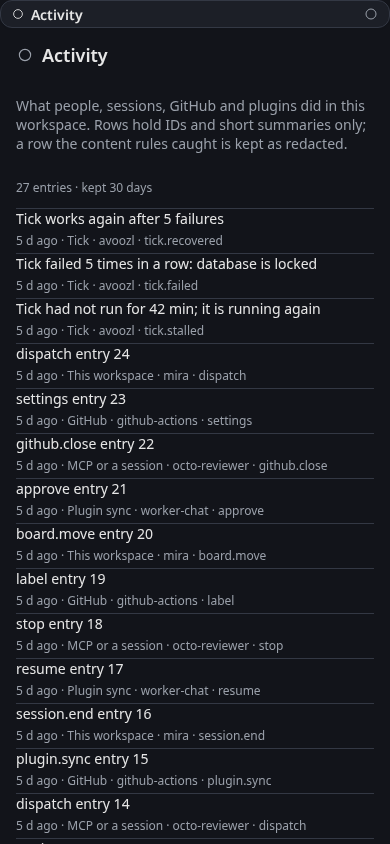 Activity
Activity
What people, sessions, GitHub and plugins did in this
workspace. Rows hold IDs and short summaries only;
a row the content rules caught is kept as redacted.
27 entries · kept 30 days
Tick works again after 5 failures
5 d ago · Tick · avoozl · tick.recovered
Tick failed 5 times in a row: database is locked
5 d ago · Tick · avoozl · tick.failed
Tick had not run for 42 min; it is running again
5 d ago · Tick · avoozl · tick.stalled
dispatch entry 24
5 d ago · This workspace · mira · dispatch
settings entry 23
5 d ago · GitHub · github-actions · settings
github.close entry 22
5 d ago · MCP or a session · octo-reviewer · github.close
approve entry 21
5 d ago · Plugin sync · worker-chat · approve
board.move entry 20
5 d ago · This workspace · mira · board.move
label entry 19
5 d ago · GitHub · github-actions · label
stop entry 18
5 d ago · MCP or a session · octo-reviewer · stop
resume entry 17
5 d ago · Plugin sync · worker-chat · resume
session.end entry 16
5 d ago · This workspace · mira · session.end
plugin.sync entry 15
5 d ago · GitHub · github-actions · plugin.sync
dispatch entry 14
5 d ago · MCP or a session · octo-reviewer · dispatch